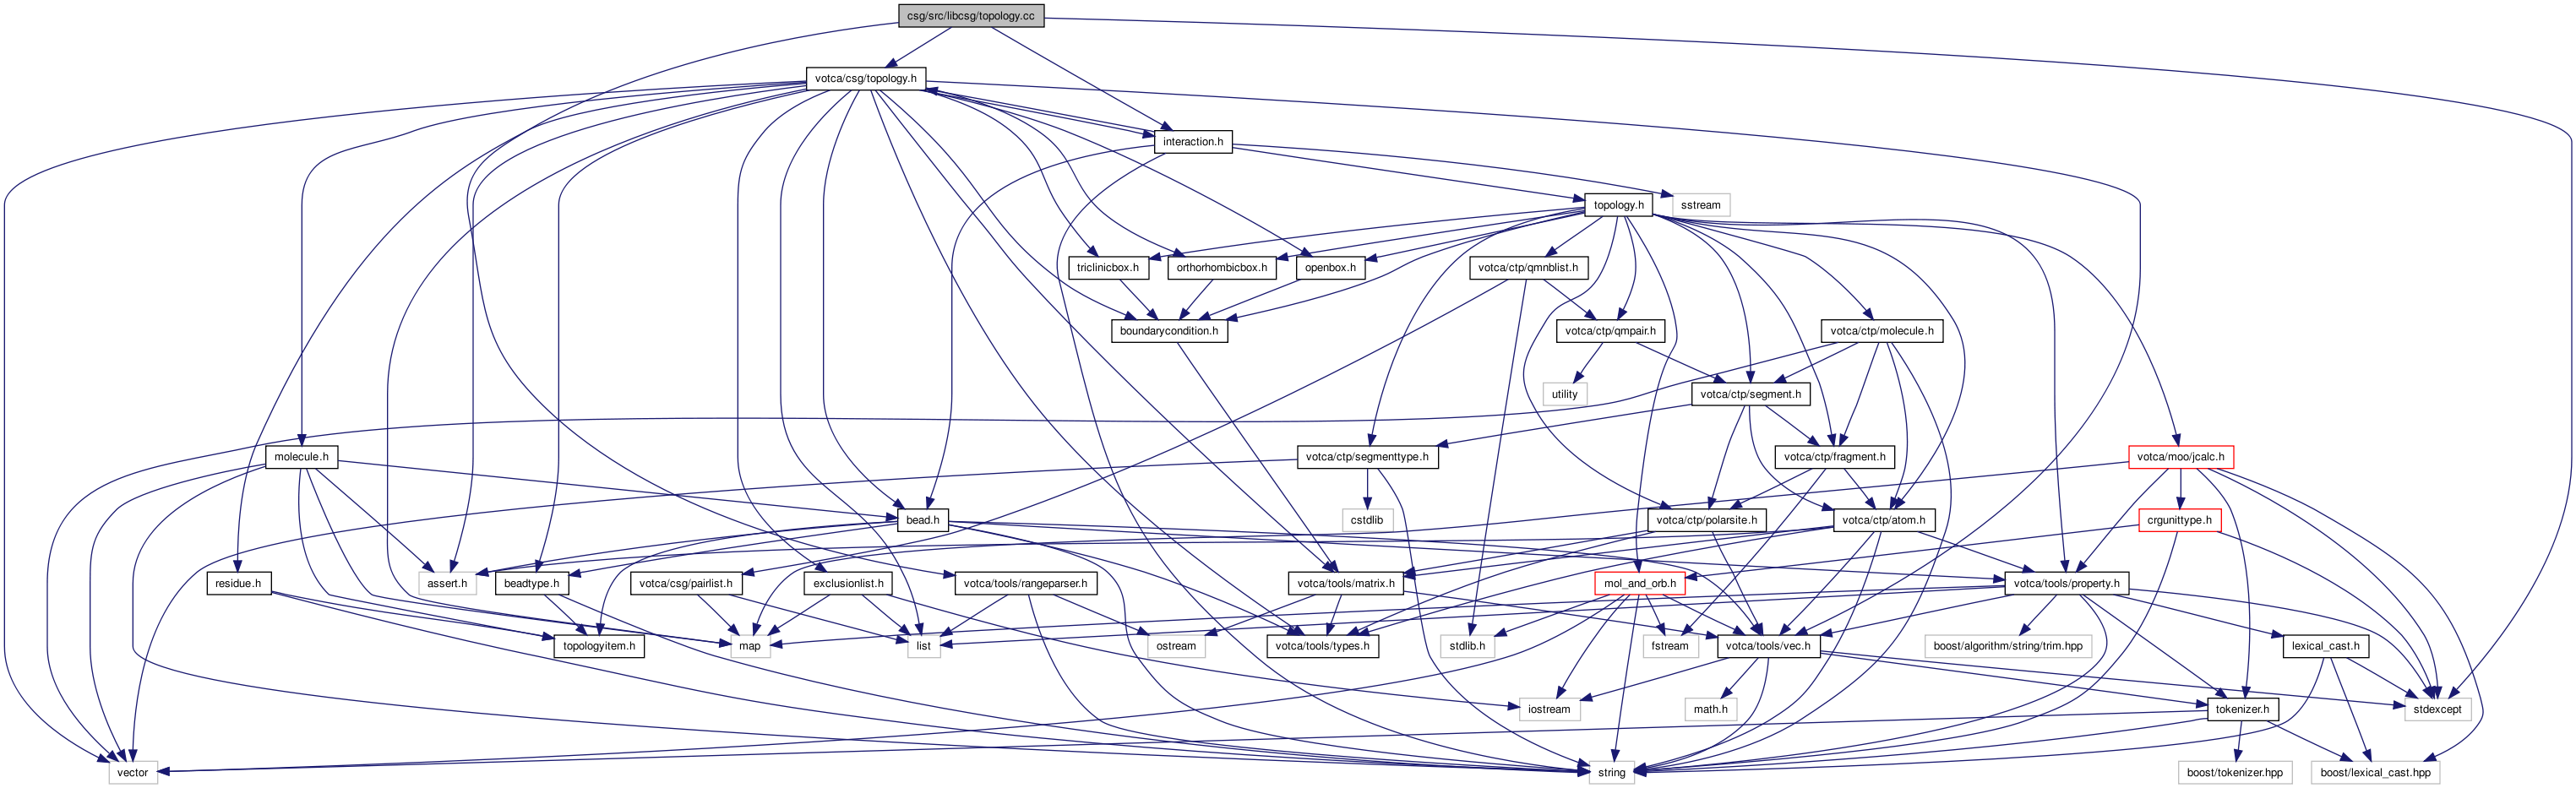 csg/src/libcsg/topology.cc
votca/csg/topology.h
interaction.h
topology.h
sstream
triclinicbox.h
orthorhombicbox.h
openbox.h
votca/ctp/qmnblist.h
boundarycondition.h
votca/ctp/qmpair.h
votca/ctp/molecule.h
utility
votca/ctp/segment.h
molecule.h
votca/ctp/segmenttype.h
votca/ctp/fragment.h
votca/moo/jcalc.h
bead.h
cstdlib
votca/ctp/polarsite.h
votca/ctp/atom.h
crgunittype.h
residue.h
assert.h
beadtype.h
votca/csg/pairlist.h
exclusionlist.h
votca/tools/rangeparser.h
votca/tools/matrix.h
mol_and_orb.h
votca/tools/property.h
topologyitem.h
map
list
ostream
votca/tools/types.h
stdlib.h
fstream
votca/tools/vec.h
boost/algorithm/string/trim.hpp
lexical_cast.h
iostream
math.h
tokenizer.h
stdexcept
vector
string
boost/tokenizer.hpp
boost/lexical_cast.hpp